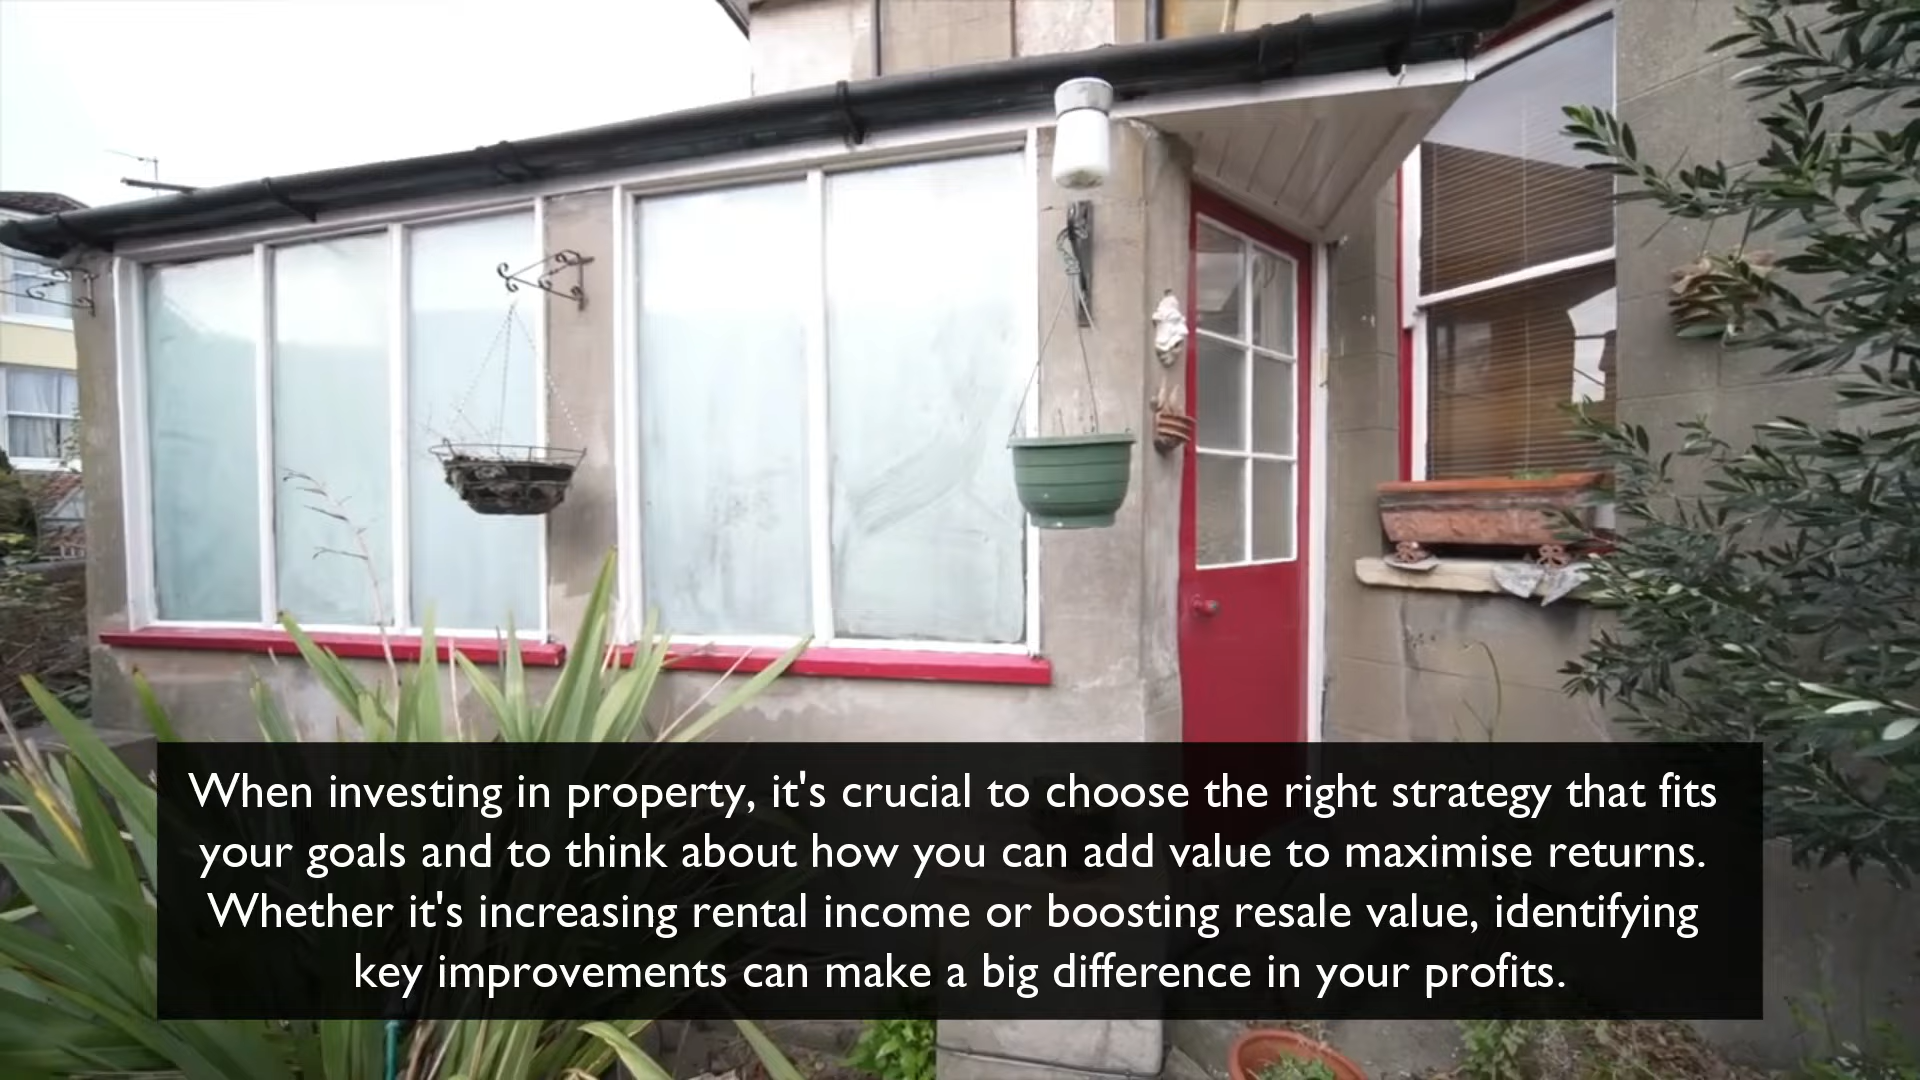 When investing in property, it's crucial to choose the right strategy that fits
your goals and to think about how you can add value to maximise returns.
Whether it's increasing rental income or boosting resale value, identifying
key improvements can make a big difference in your profits.